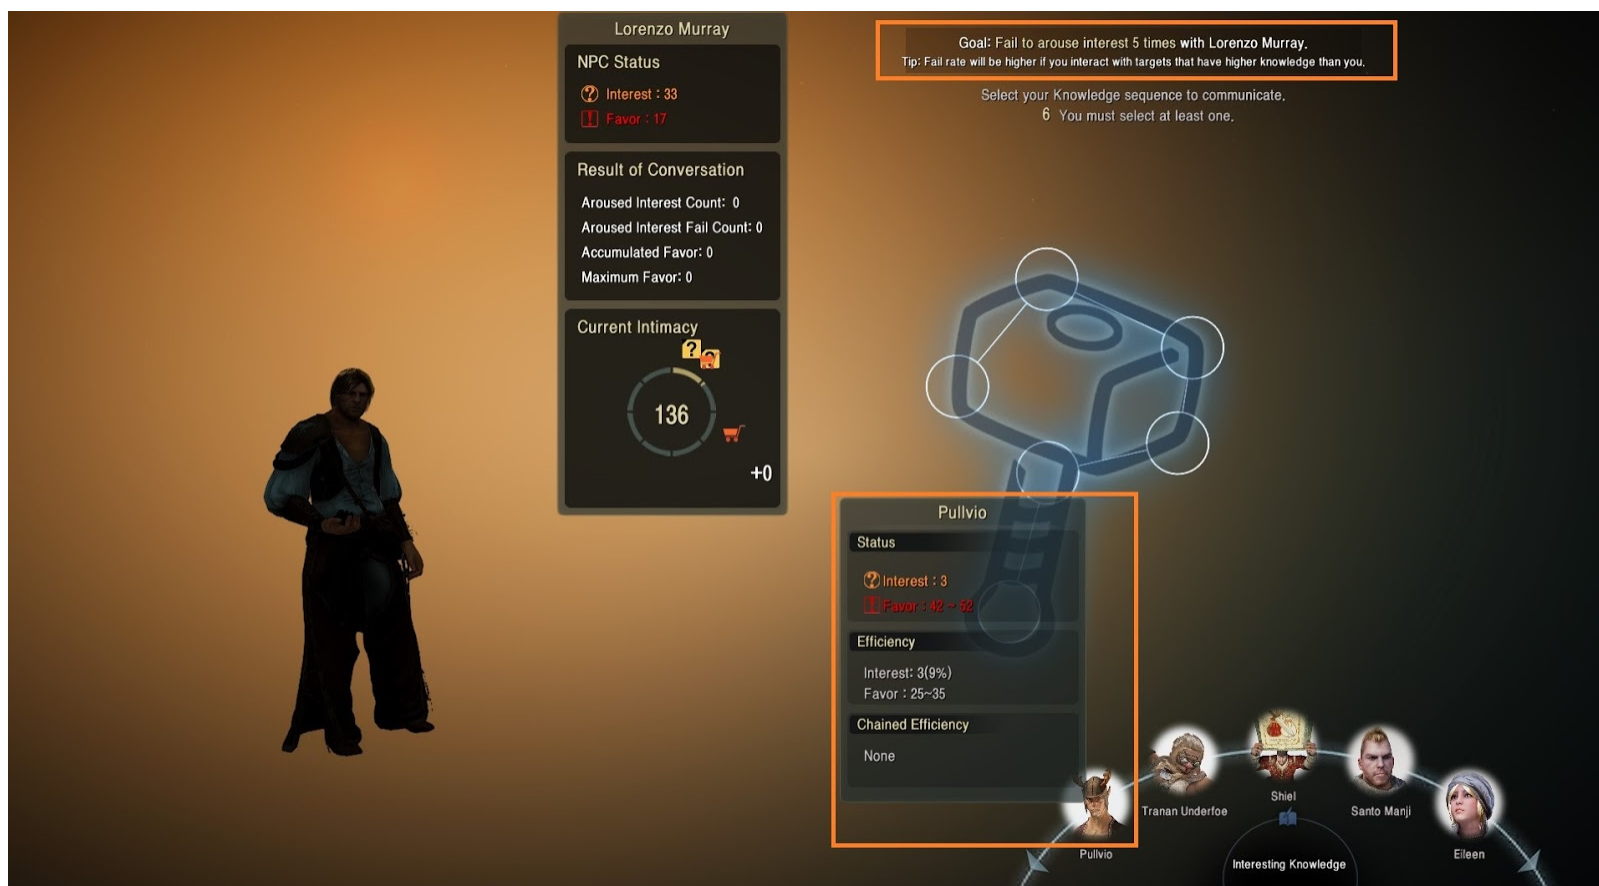 Lorenzo Murray
NPC Status
Interest : 33
Favor : 17
Result of Conversation
Aroused Interest Count: 0
Aroused Interest Fail Count: 0
Accumulated Favor: 0
Maximum Favor: 0
Current Intimacy
136
+0
Goal: Fail to arouse interest 5 times with Lorenzo Murray.
Tip: Fail rate will be higher if you interact with targets that have higher knowledge than you.
Select your Knowledge sequence to communicate.
6 You must select at least one.
Pullvio
Status
Interest : 3
Favor : 42 ~ 52
Efficiency
Interest: 3(9%)
Favor : 25~35
Chained Efficiency
None
Pullvio
Tranan Underfoe
Shiel
Santo Manji
Eileen
Interesting Knowledge